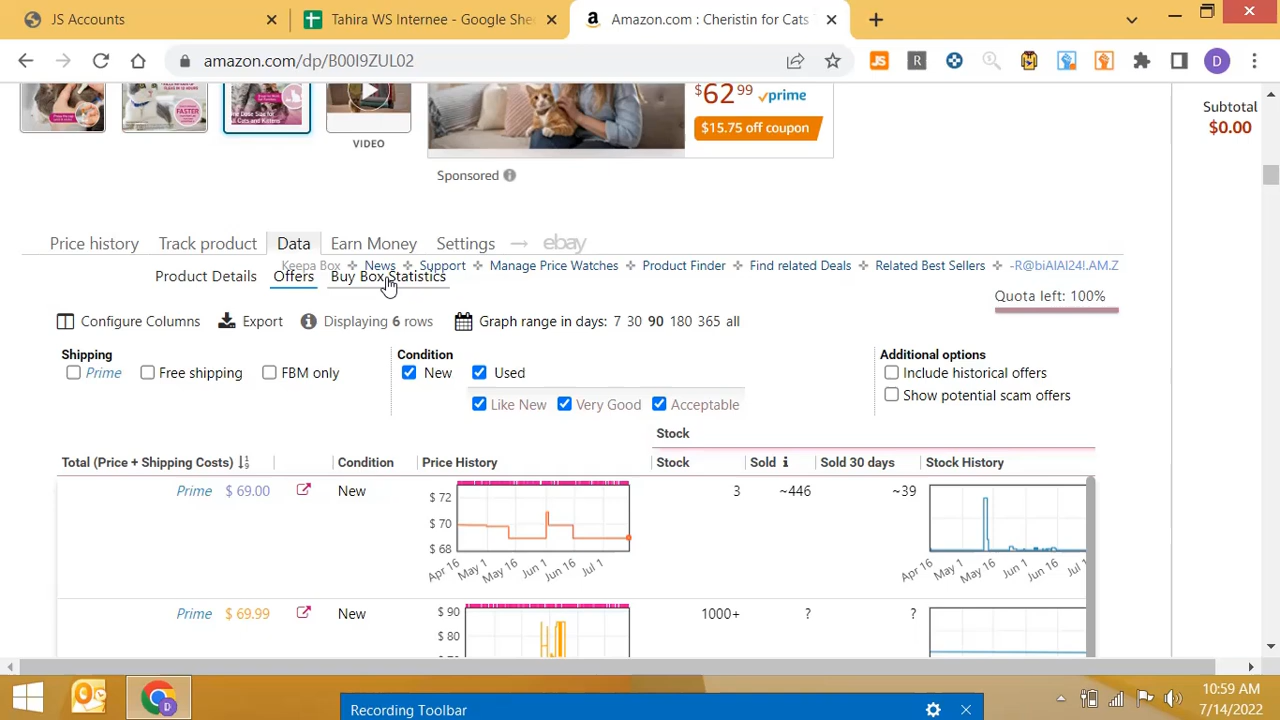 JS Accounts
Tahira WS Internee - Google She
Amazon.com : Cheristin for Cats
amazon.com/dp/B00I9ZUL02
VIDEO
$62 99 prime
$15.75 off coupon
Sponsored
Subtotal
$0.00
Price history Track product Data Earn Money Settings → ebay
Keepa Box News Support Manage Price Watches Product Finder Find related Deals Related Best Sellers -R@biAlAl24!.AM.Z
Product Details Offers Buy Box Statistics
Quota left: 100%
Configure Columns Export Displaying 6 rows Graph range in days: 7 30 90 180 365 all
Shipping Condition Additional options
Prime Free shipping FBM only New Used Include historical offers
Like New Very Good Acceptable Show potential scam offers
Stock
Total (Price + Shipping Costs) Condition Price History Stock Sold Sold 30 days Stock History
Prime $ 69.00 New 3 ~446 ~39
$ 72
$ 70
$ 68
Apr 16 May 1 May 16 Jun 1 Jun 16 Jul 1
Apr 16 May 1 May 16 Jun 1 Jun 16 Jul 1
Prime $ 69.99 New 1000+ ? ?
$ 90
$ 80
Recording Toolbar
10:59 AM
7/14/2022